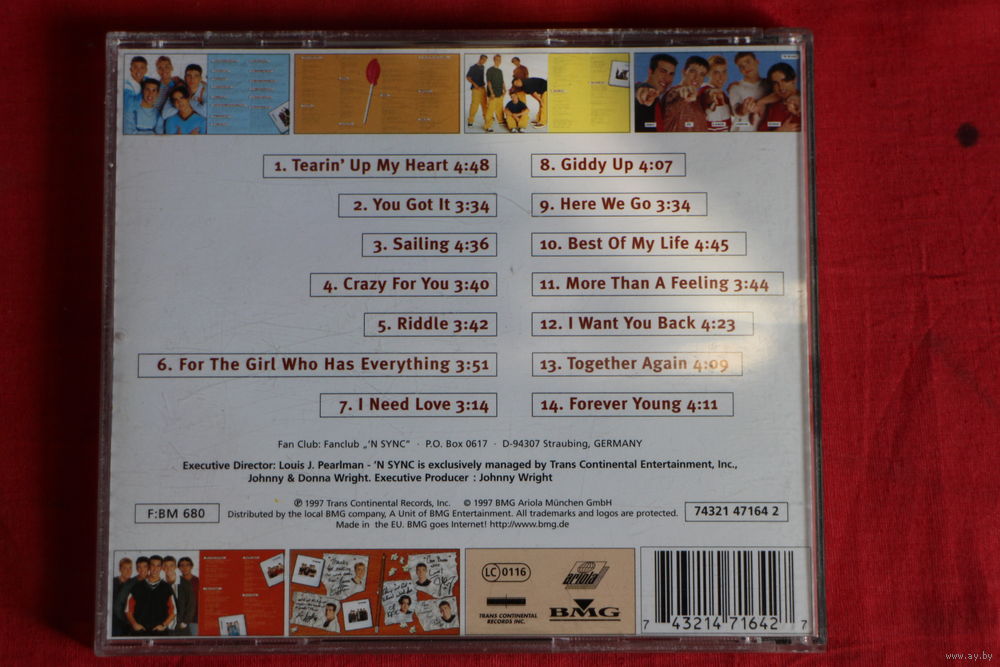 1. Tearin' Up My Heart 4:48
2. You Got It 3:34
3. Sailing 4:36
4. Crazy For You 3:40
5. Riddle 3:42
6. For The Girl Who Has Everything 3:51
7. I Need Love 3:14
8. Giddy Up 4:07
9. Here We Go 3:34
10. Best Of My Life 4:45
11. More Than A Feeling 3:44
12. I Want You Back 4:23
13. Together Again 4:09
14. Forever Young 4:11
Fan Club: Fanclub „'N SYNC" · P.O. Box 0617 · D-94307 Straubing, GERMANY
Executive Director: Louis J. Pearlman - 'N SYNC is exclusively managed by Trans Continental Entertainment, Inc.,
Johnny & Donna Wright. Executive Producer : Johnny Wright
F:BM 680
℗ 1997 Trans Continental Records, Inc. © 1997 BMG Ariola München GmbH
Distributed by the local BMG company, A Unit of BMG Entertainment. All trademarks and logos are protected.
Made in the EU. BMG goes Internet! http://www.bmg.de
74321 47164 2
LC 0116
TRANS CONTINENTAL
RECORDS INC.
ariola
BMG
7 43214 71642 7
www.ay.by